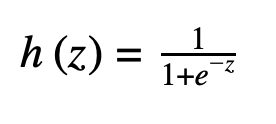 h (z) = 1/(1+e^{-z})